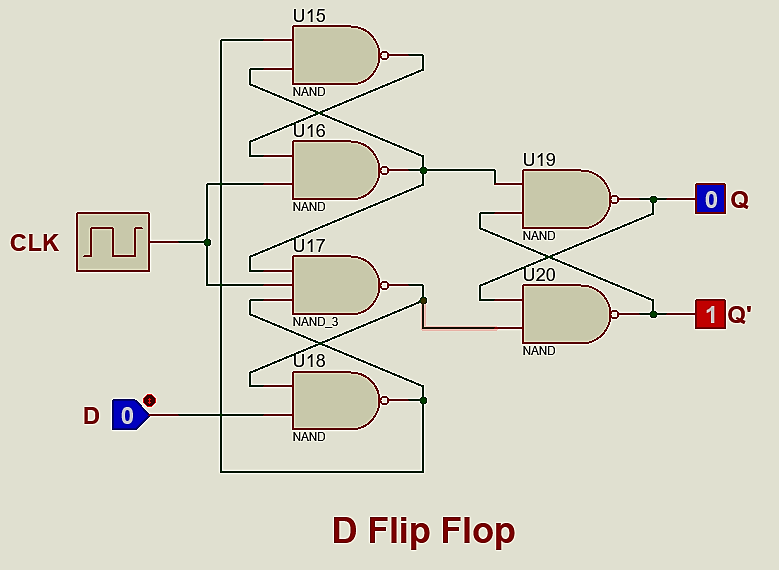 U15
NAND
U16
NAND
U19
0 Q
NAND
CLK
U17
NAND_3
U20
1 Q'
NAND
U18
D 0
NAND
D Flip Flop